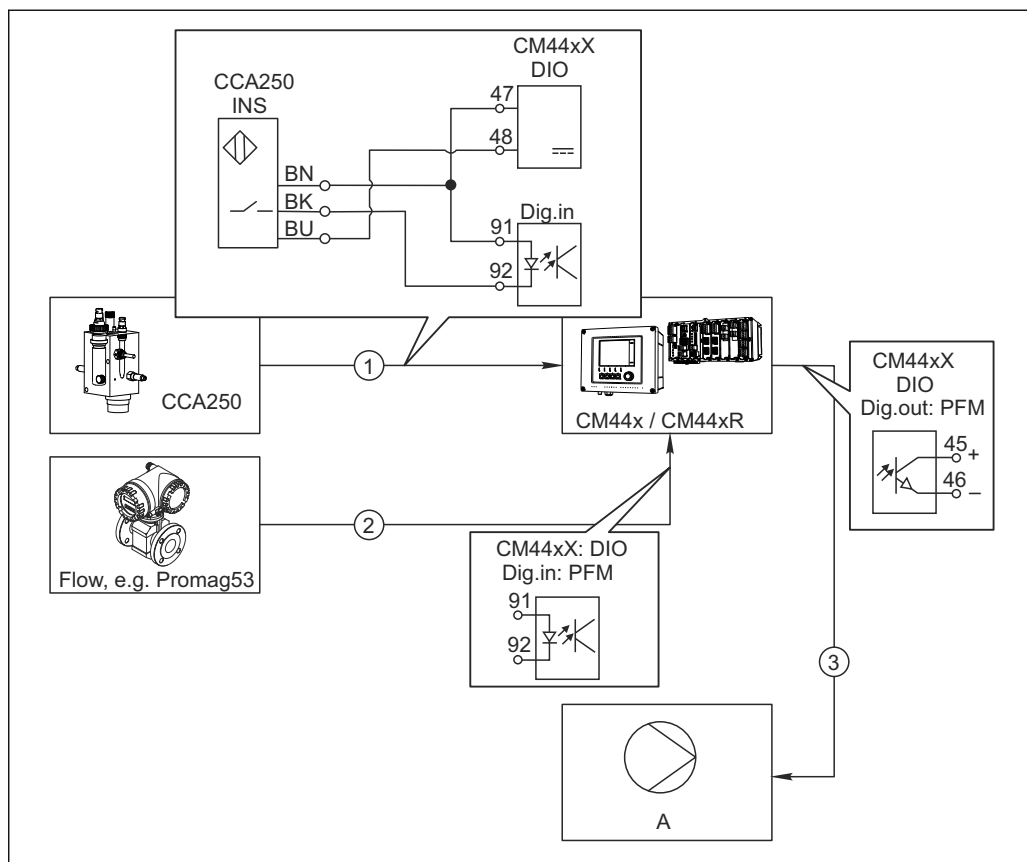 CM44xX
DIO
CCA250
INS
47
48
BN
BK
BU
Dig.in
91
92
1
CCA250
CM44x / CM44xR
CM44xX
DIO
Dig.out: PFM
45 +
46 –
2
Flow, e.g. Promag53
CM44xX: DIO
Dig.in: PFM
91
92
3
A